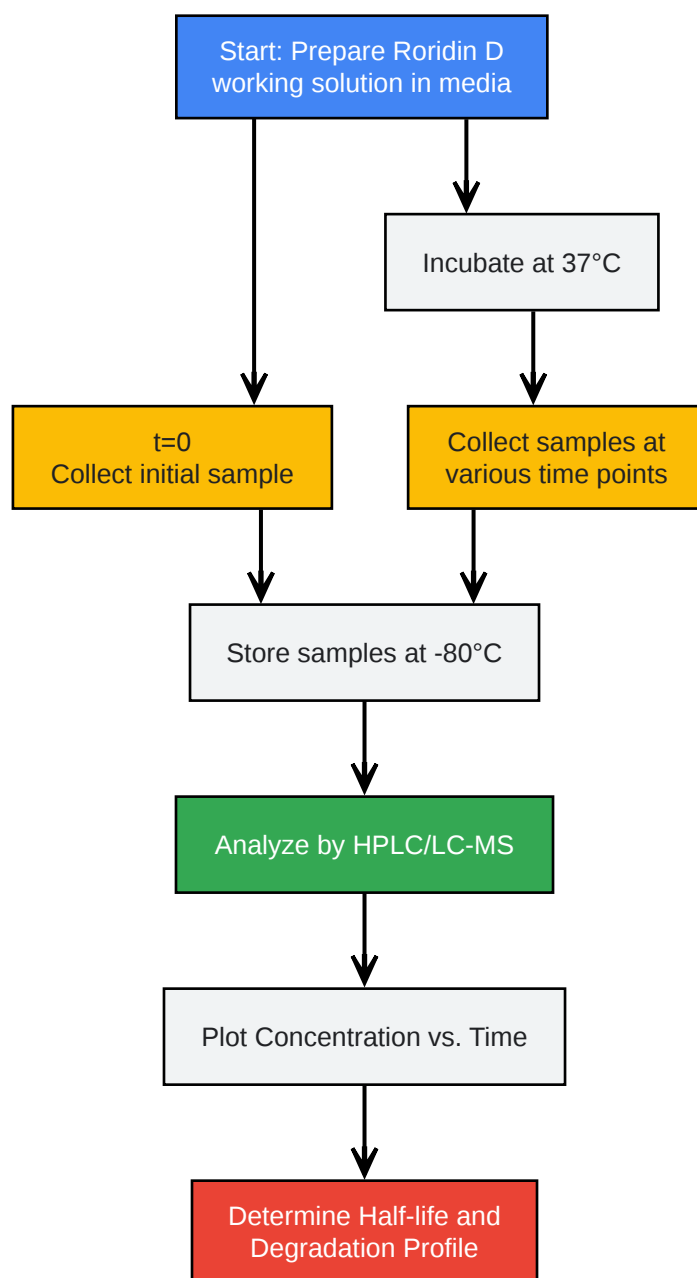 Start: Prepare Roridin D
working solution in media
Incubate at 37°C
t=0
Collect initial sample
Collect samples at
various time points
Store samples at -80°C
Analyze by HPLC/LC-MS
Plot Concentration vs. Time
Determine Half-life and
Degradation Profile